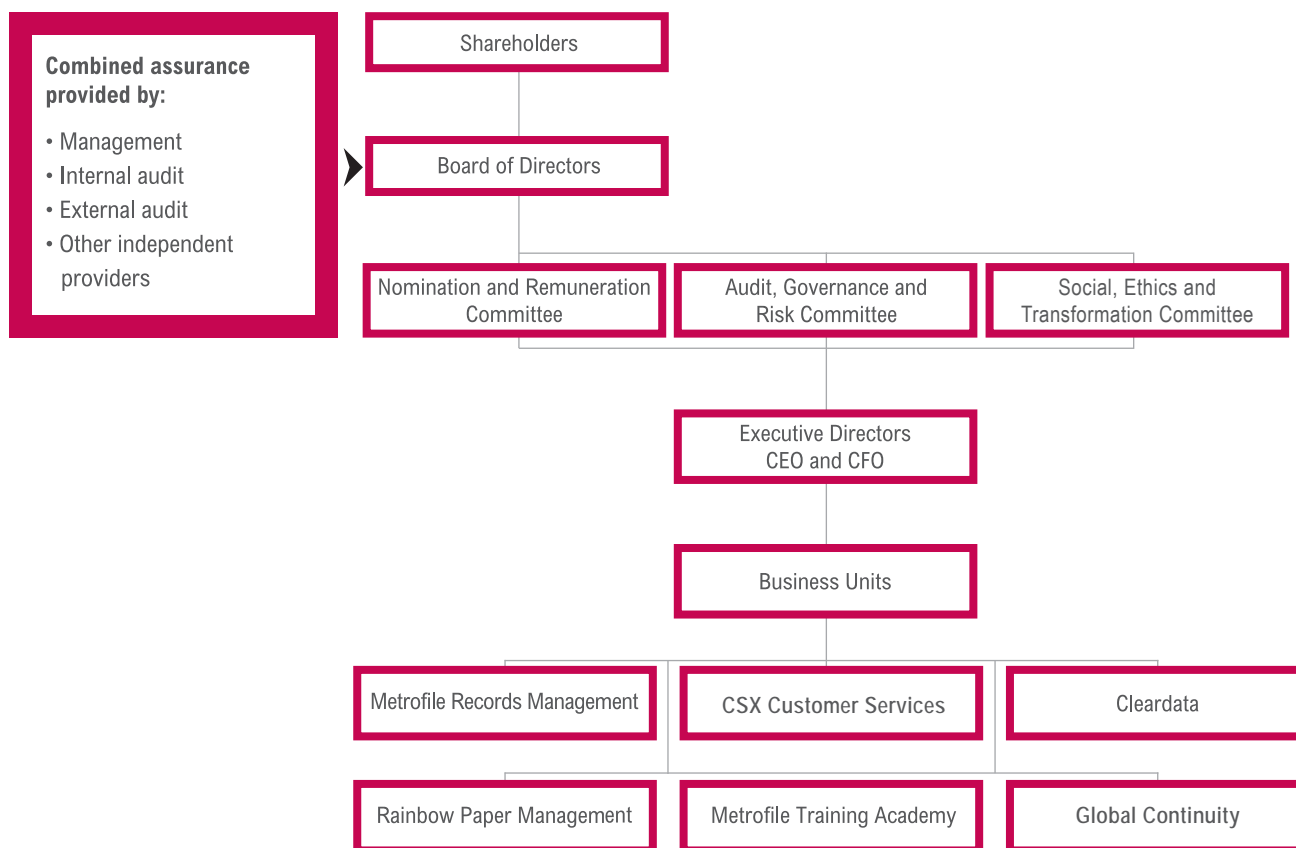 Combined assurance
provided by:
• Management
• Internal audit
• External audit
• Other independent
providers
Shareholders
Board of Directors
Nomination and Remuneration
Committee
Audit, Governance and
Risk Committee
Social, Ethics and
Transformation Committee
Executive Directors
CEO and CFO
Business Units
Metrofile Records Management
CSX Customer Services
Cleardata
Rainbow Paper Management
Metrofile Training Academy
Global Continuity